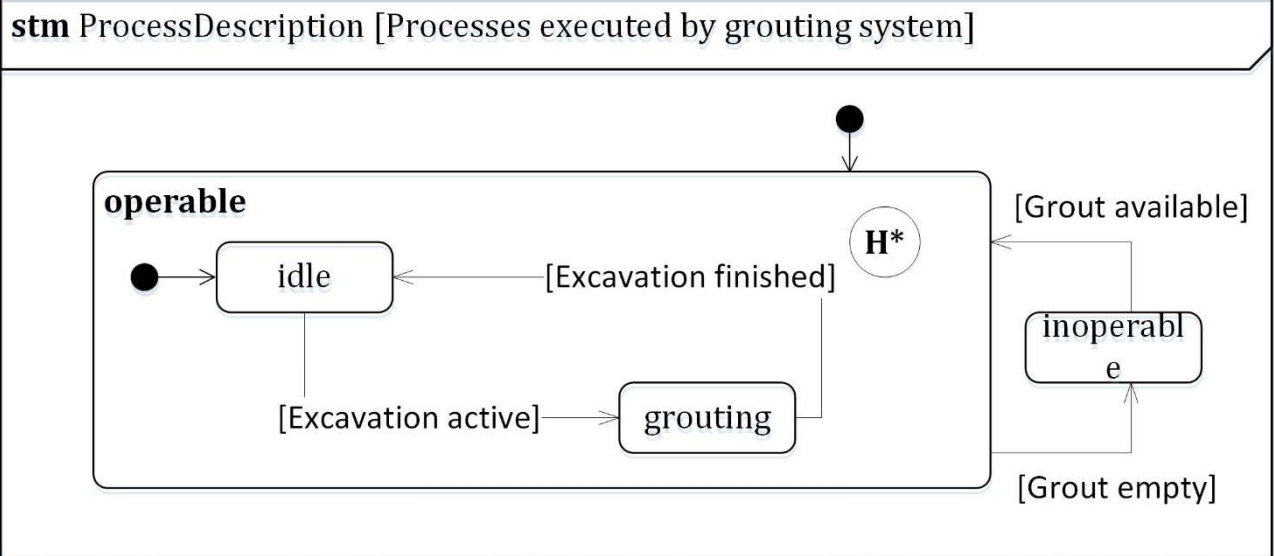 stm ProcessDescription [Processes executed by grouting system]
operable
[Grout available]
H*
idle
[Excavation finished]
inoperabl
e
[Excavation active]
grouting
[Grout empty]